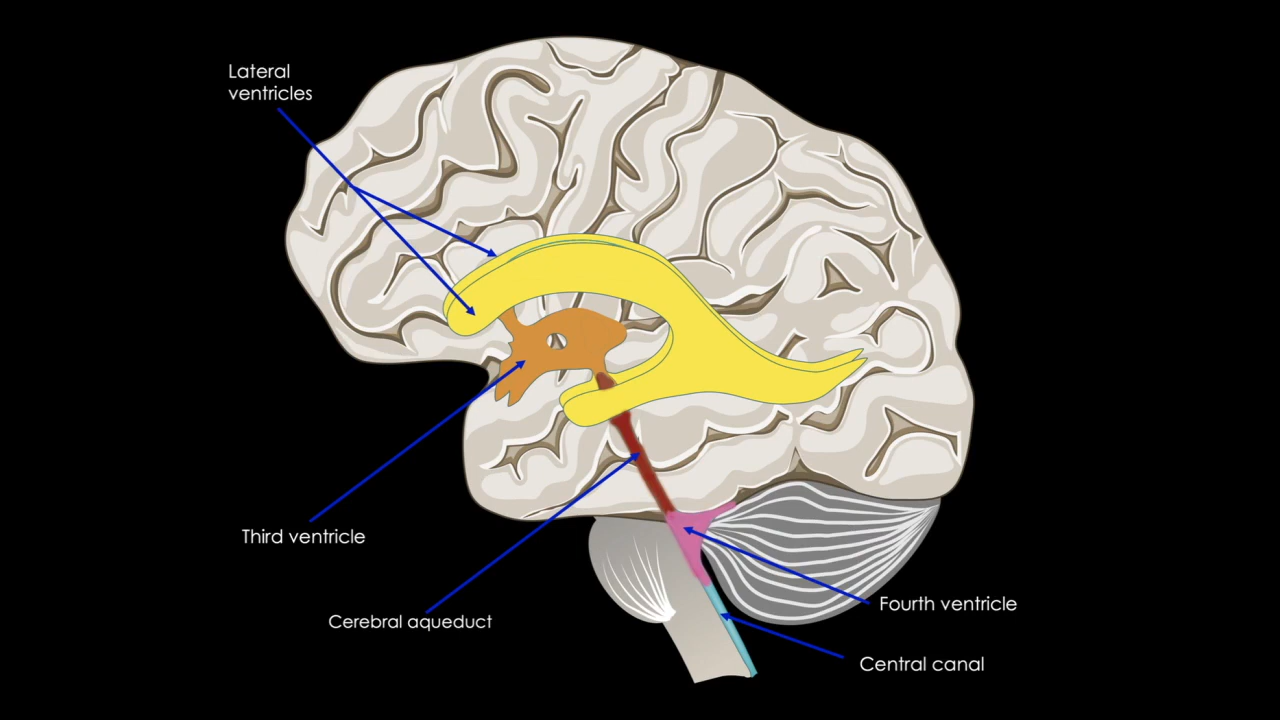 Lateral
ventricles
Third ventricle
Cerebral aqueduct
Fourth ventricle
Central canal